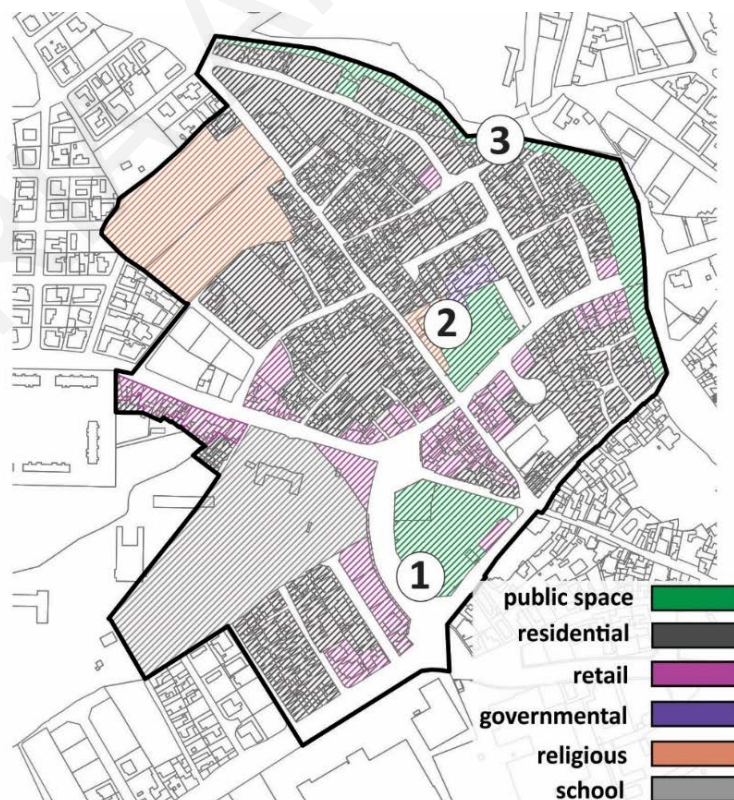 3
2
1
public space
residential
retail
governmental
religious
school